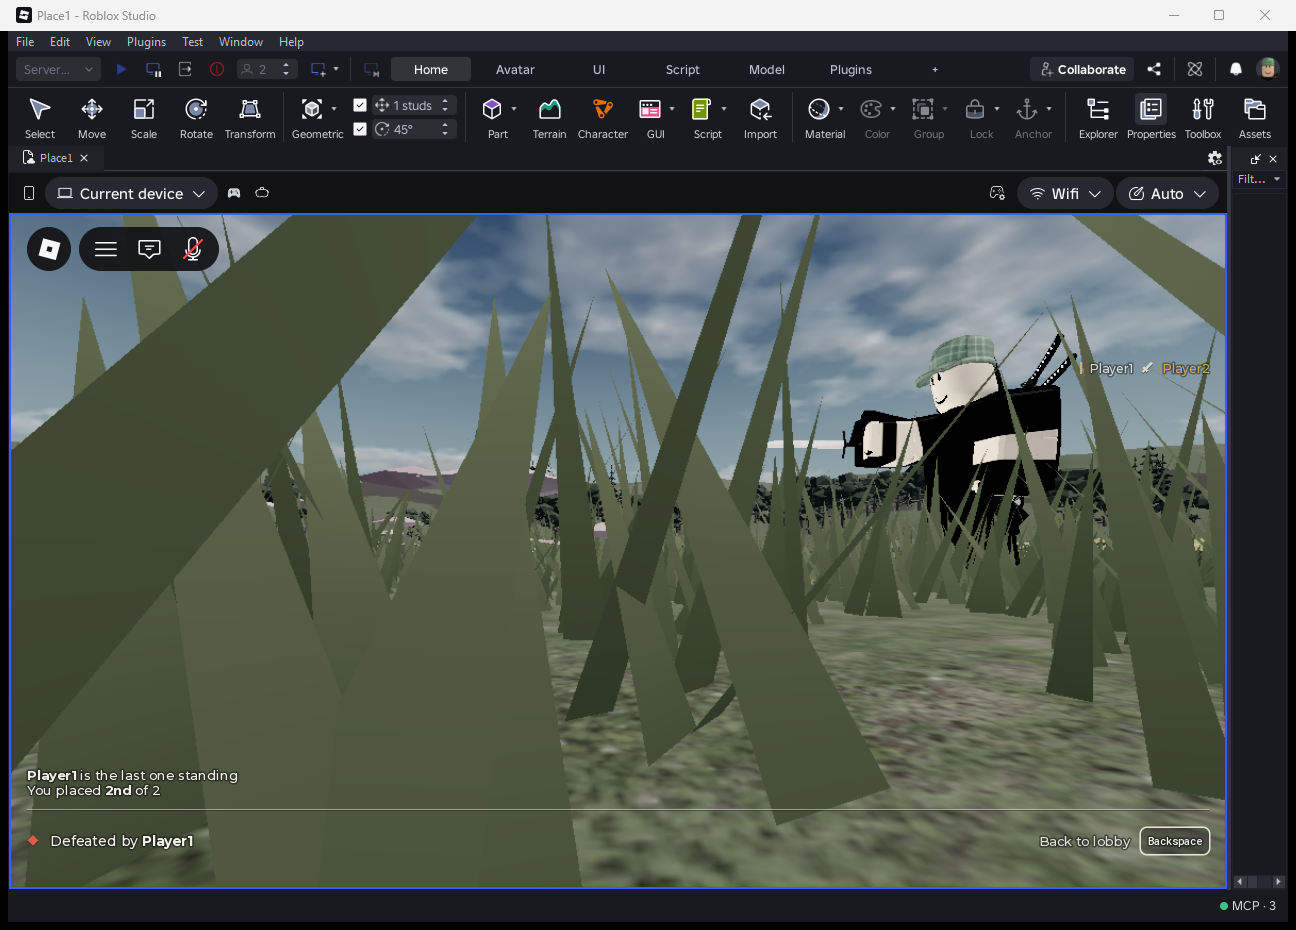 Place1 - Roblox Studio
File Edit View Plugins Test Window Help
Server... 2 Home Avatar UI Script Model Plugins + Collaborate
1 studs
45°
Select Move Scale Rotate Transform Geometric Part Terrain Character GUI Script Import Material Color Group Lock Anchor Explorer Properties Toolbox Assets
Place1
Filt...
Current device Wifi Auto
Player1 Player2
Player1 is the last one standing
You placed 2nd of 2
Defeated by Player1
Back to lobby Backspace
MCP · 3